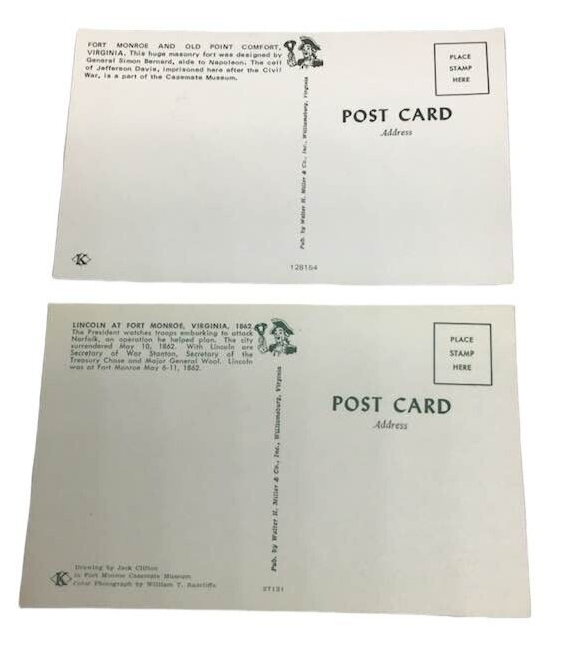 FORT MONROE AND OLD POINT COMFORT,
VIRGINIA. This huge masonry fort was designed by
General Simon Bernard, aide to Napoleon. The cell
of Jefferson Davis, imprisoned here after the Civil
War, is a part of the Casemate Museum.
Pub. by Walter H. Miller & Co., Inc., Williamsburg, Virginia
PLACE
STAMP
HERE
POST CARD
Address
K
128164
LINCOLN AT FORT MONROE, VIRGINIA, 1862
The President watches troops embarking to attack
Norfolk, an operation he helped plan. The city
surrendered May 10, 1862. With Lincoln are
Secretary of War Stanton, Secretary of the
Treasury Chase and Major General Wool. Lincoln
was at Fort Monroe May 6-11, 1862.
Pub. by Walter H. Miller & Co., Inc., Williamsburg, Virginia
PLACE
STAMP
HERE
POST CARD
Address
K
Drawing by Jack Clifton
in Fort Monroe Casemate Museum
Color Photograph by William T. Radcliffe
37131